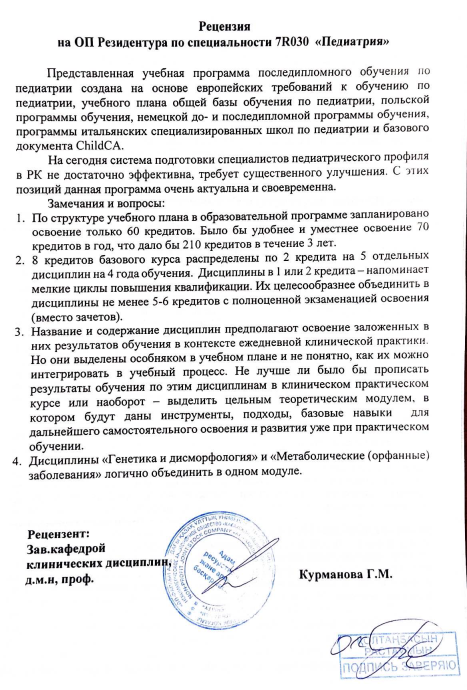 Рецензия
на ОП Резидентура по специальности 7R030 «Педиатрия»
Представленная учебная программа последипломного обучения по
педиатрии создана на основе европейских требований к обучению по
педиатрии, учебного плана общей базы обучения по педиатрии, польской
программы обучения, немецкой до- и последипломной программы обучения,
программы итальянских специализированных школ по педиатрии и базового
документа ChildCA.
На сегодня система подготовки специалистов педиатрического профиля
в РК не достаточно эффективна, требует существенного улучшения. С этих
позиций данная программа очень актуальна и своевременна.
Замечания и вопросы:
1. По структуре учебного плана в образовательной программе запланировано
освоение только 60 кредитов. Было бы удобнее и уместнее освоение 70
кредитов в год, что дало бы 210 кредитов в течение 3 лет.
2. 8 кредитов базового курса распределены по 2 кредита на 5 отдельных
дисциплин на 4 года обучения. Дисциплины в 1 или 2 кредита – напоминает
мелкие циклы повышения квалификации. Их целесообразнее объединить в
дисциплины не менее 5-6 кредитов с полноценной экзаменацией освоения
(вместо зачетов).
3. Название и содержание дисциплин предполагают освоение заложенных в
них результатов обучения в контексте ежедневной клинической практики.
Но они выделены особняком в учебном плане и не понятно, как их можно
интегрировать в учебный процесс. Не лучше ли было бы прописать
результаты обучения по этим дисциплинам в клиническом практическом
курсе или наоборот – выделить цельным теоретическим модулем, в
котором будут даны инструменты, подходы, базовые навыки для
дальнейшего самостоятельного освоения и развития уже при практическом
обучении.
4. Дисциплины «Генетика и дисморфология» и «Метаболические (орфанные)
заболевания» логично объединить в одном модуле.
Рецензент:
Зав.кафедрой
клинических дисциплин,
д.м.н, проф.
Курманова Г.М.
ПОДПИСЬ ЗАВЕРЯЮ